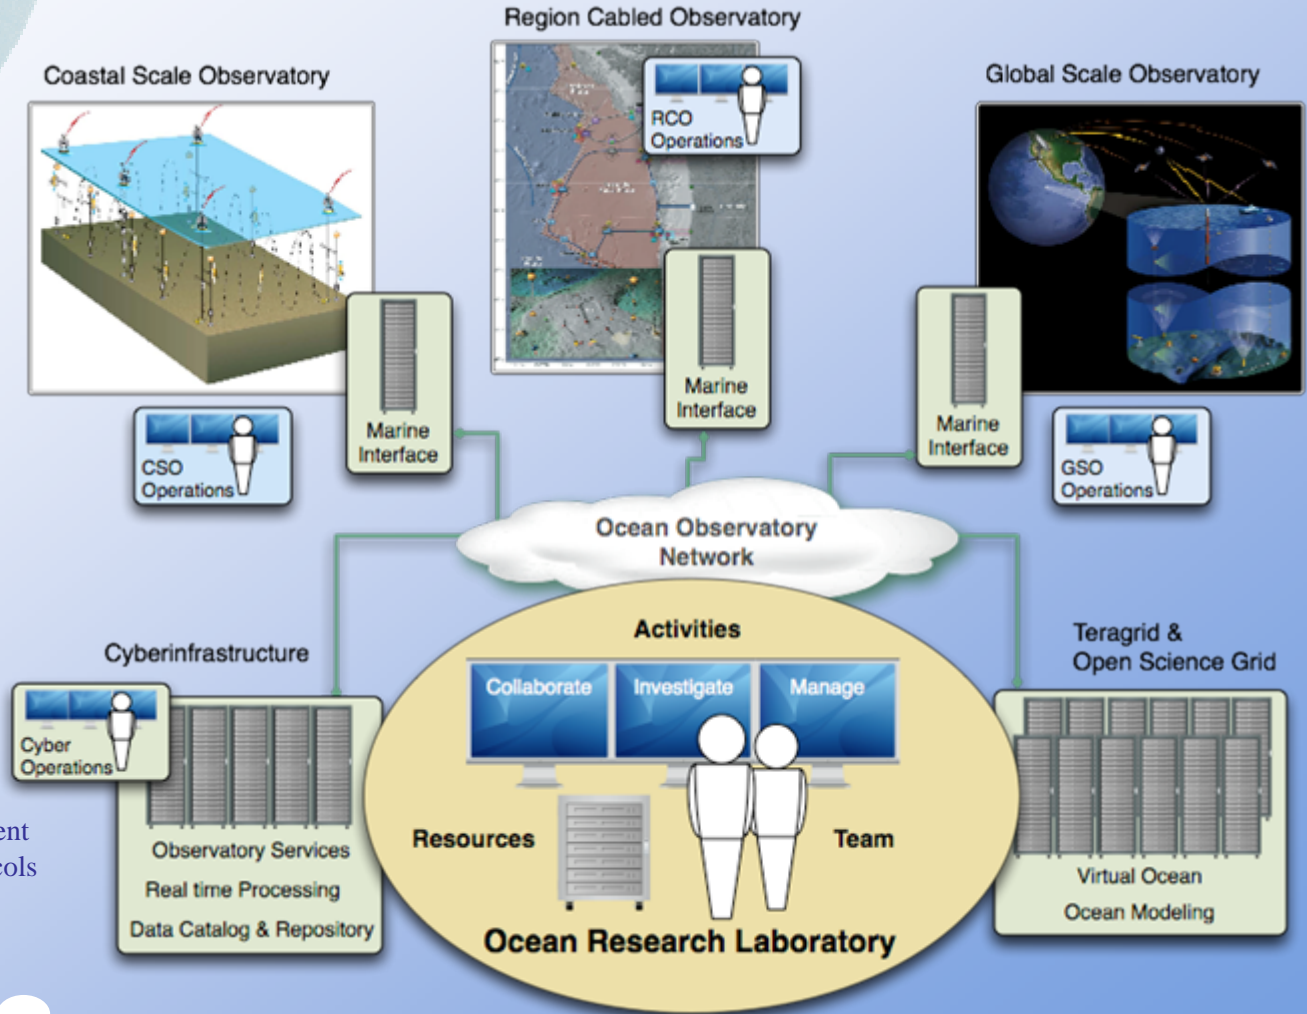 Region Cabled Observatory
Coastal Scale Observatory
Global Scale Observatory
RCO
Operations
Marine
Interface
Marine
Interface
Marine
Interface
CSO
Operations
GSO
Operations
Ocean Observatory
Network
Activities
Collaborate
Investigate
Manage
Resources
Team
Ocean Research Laboratory
Cyberinfrastructure
Cyber
Operations
Observatory Services
Real time Processing
Data Catalog & Repository
Teragrid &
Open Science Grid
Virtual Ocean
Ocean Modeling
ent
cols